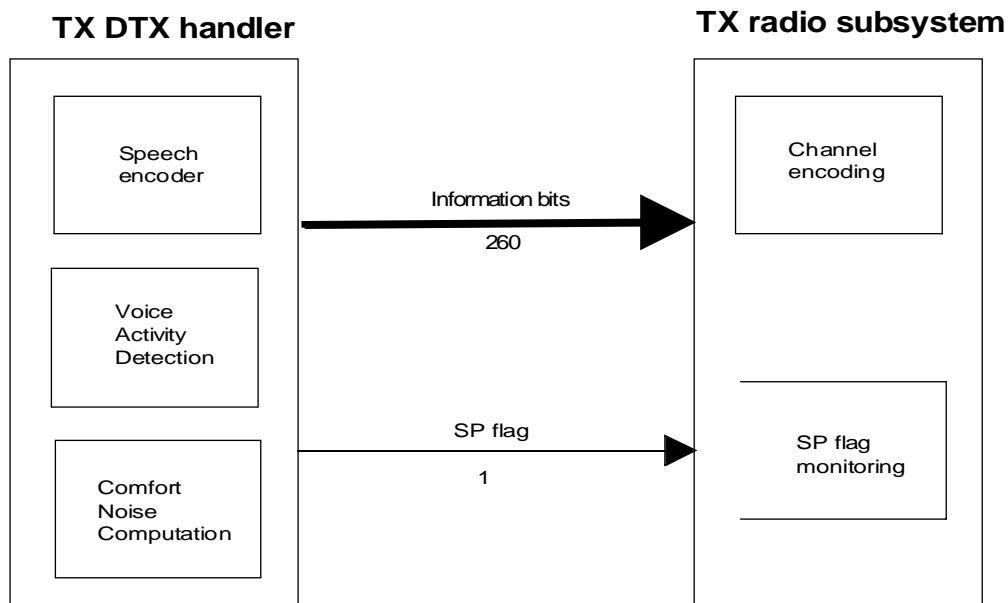 TX DTX handler
TX radio subsystem
Speech
encoder
Channel
encoding
Information bits
260
Voice
Activity
Detection
SP flag
1
SP flag
monitoring
Comfort
Noise
Computation